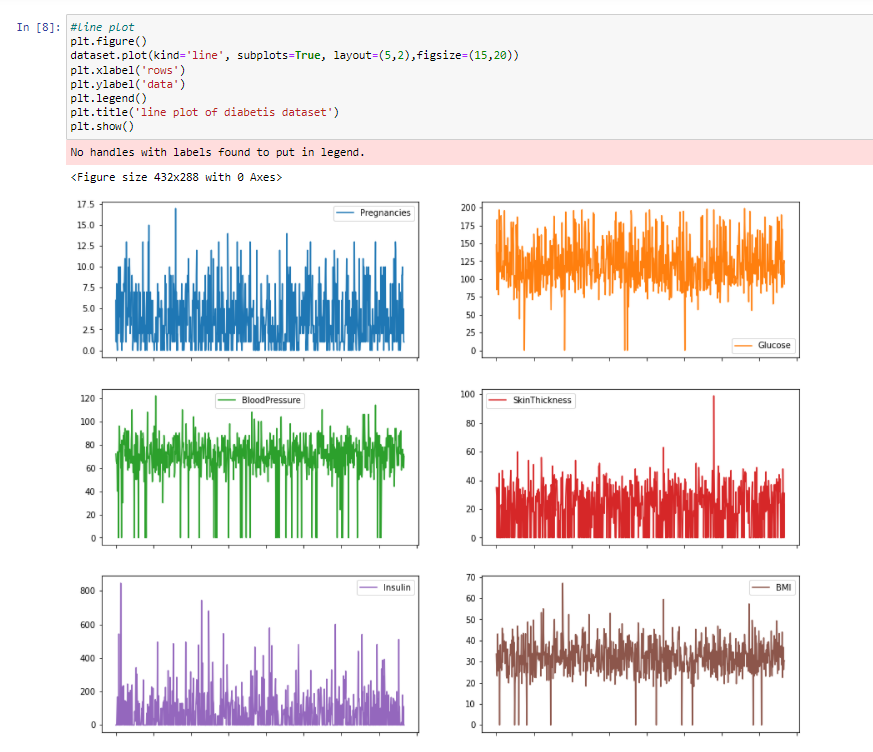 In [8]: #line plot
plt.figure()
dataset.plot(kind='line', subplots=True, layout=(5,2),figsize=(15,20))
plt.xlabel('rows')
plt.ylabel('data')
plt.legend()
plt.title('line plot of diabetis dataset')
plt.show()
No handles with labels found to put in legend.
<Figure size 432x288 with 0 Axes>
17.5
15.0
12.5
10.0
7.5
5.0
2.5
0.0
Pregnancies
200
175
150
125
100
75
50
25
0
Glucose
120
100
80
60
40
20
0
BloodPressure
100
80
60
40
20
0
SkinThickness
800
600
400
200
0
Insulin
70
60
50
40
30
20
10
0
BMI